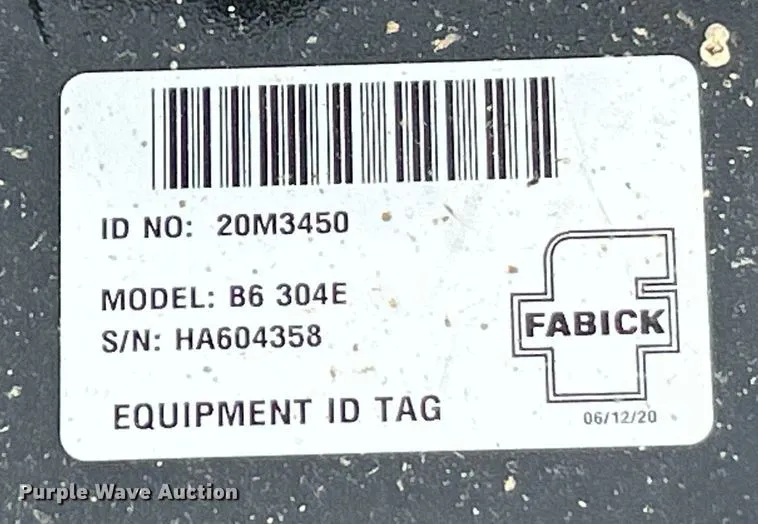 ID NO: 20M3450
MODEL: B6 304E
S/N: HA604358
FABICK
EQUIPMENT ID TAG
06/12/20
Purple Wave Auction